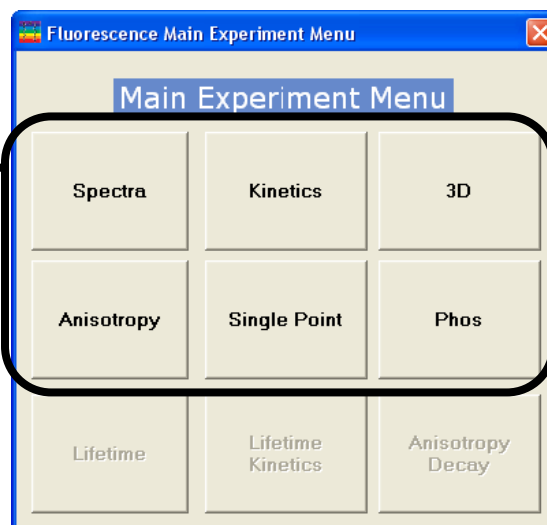 Fluorescence Main Experiment Menu
Main Experiment Menu
Spectra
Kinetics
3D
Anisotropy
Single Point
Phos
Lifetime
Lifetime
Kinetics
Anisotropy
Decay